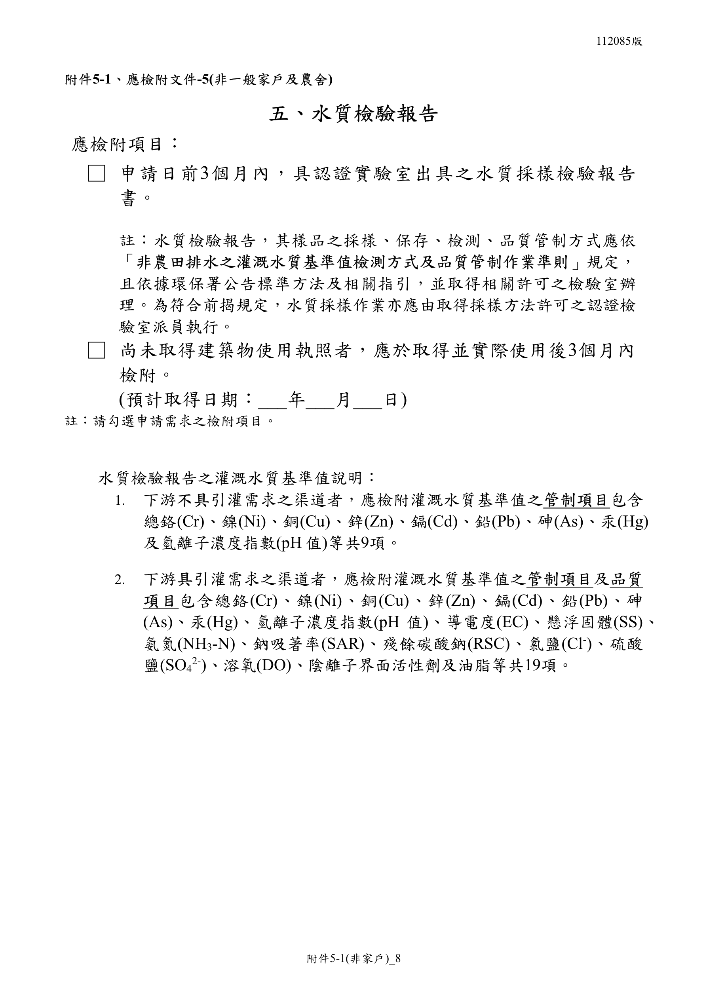 112085版
附件5-1、應檢附文件-5(非一般家戶及農舍)
五、水質檢驗報告
應檢附項目：
□ 申請日前3個月內，具認證實驗室出具之水質採樣檢驗報告
書。
註：水質檢驗報告，其樣品之採樣、保存、檢測、品質管制方式應依
「非農田排水之灌溉水質基準值檢測方式及品質管制作業準則」規定，
且依據環保署公告標準方法及相關指引，並取得相關許可之檢驗室辦
理。為符合前揭規定，水質採樣作業亦應由取得採樣方法許可之認證檢
驗室派員執行。
□ 尚未取得建築物使用執照者，應於取得並實際使用後3個月內
檢附。
(預計取得日期：___年___月___日)
註：請勾選申請需求之檢附項目。
水質檢驗報告之灌溉水質基準值說明：
1. 下游不具引灌需求之渠道者，應檢附灌溉水質基準值之管制項目包含
總鉻(Cr)、鎳(Ni)、銅(Cu)、鋅(Zn)、鎘(Cd)、鉛(Pb)、砷(As)、汞(Hg)
及氫離子濃度指數(pH 值)等共9項。
2. 下游具引灌需求之渠道者，應檢附灌溉水質基準值之管制項目及品質
項目包含總鉻(Cr)、鎳(Ni)、銅(Cu)、鋅(Zn)、鎘(Cd)、鉛(Pb)、砷
(As)、汞(Hg)、氫離子濃度指數(pH 值)、導電度(EC)、懸浮固體(SS)、
氨氮(NH₃-N)、鈉吸著率(SAR)、殘餘碳酸鈉(RSC)、氯鹽(Cl⁻)、硫酸
鹽(SO₄²⁻)、溶氧(DO)、陰離子界面活性劑及油脂等共19項。
附件5-1(非家戶)_8